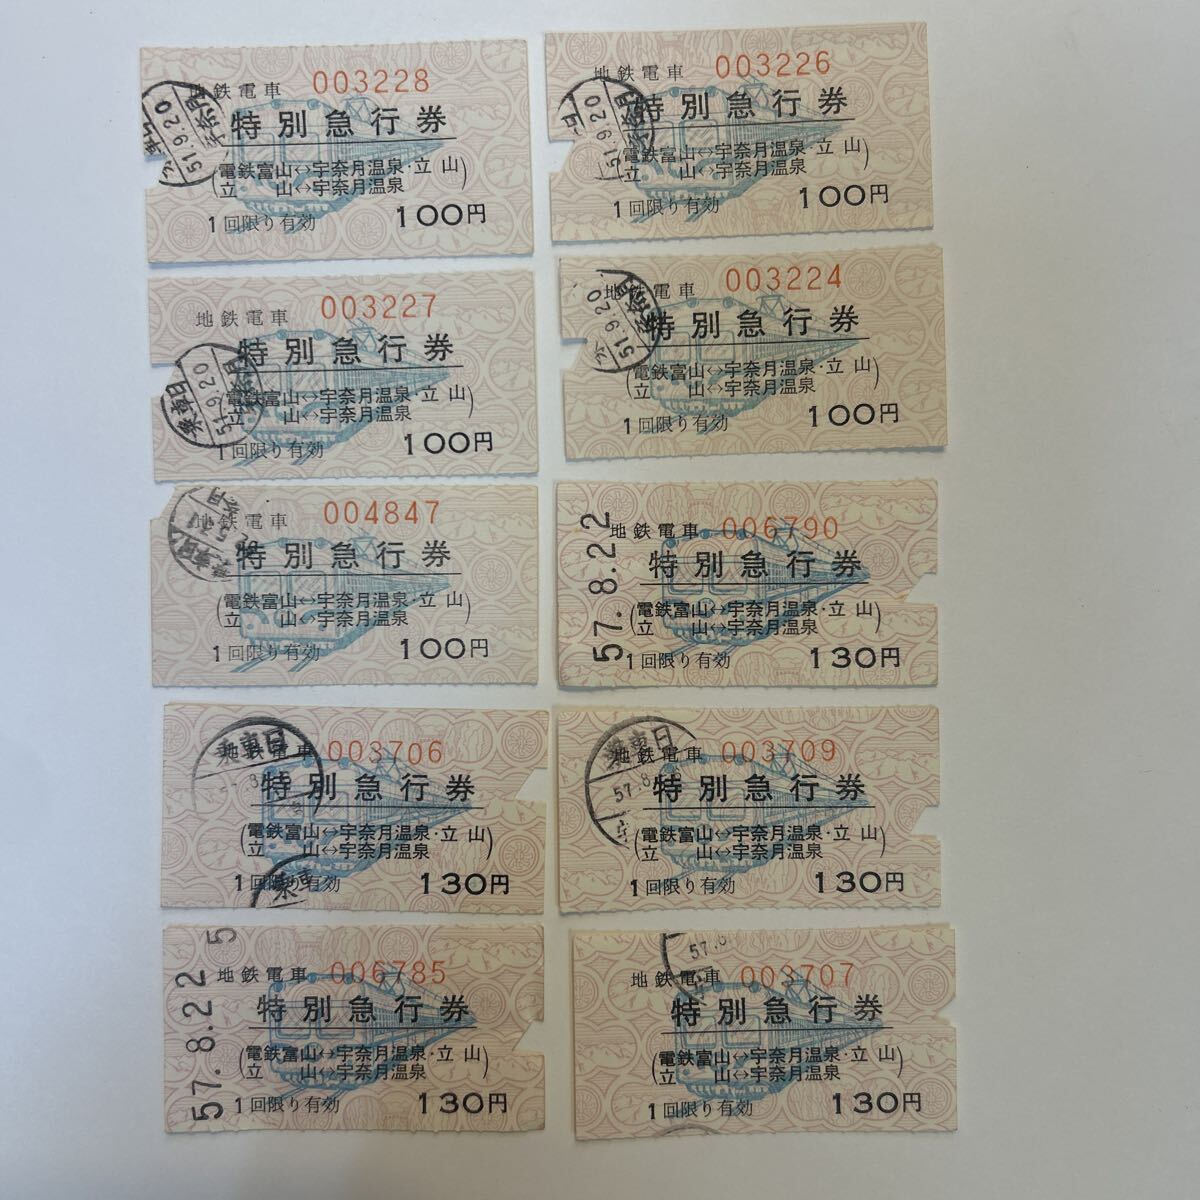 地鉄電車 003228
特別急行券
(電鉄富山↔宇奈月温泉・立山
立山↔宇奈月温泉)
1回限り有効 100円
51.9.20
宇奈月
地鉄電車 003226
特別急行券
(電鉄富山↔宇奈月温泉・立山
立山↔宇奈月温泉)
1回限り有効 100円
51.9.20
地鉄電車 003227
特別急行券
(電鉄富山↔宇奈月温泉・立山
立山↔宇奈月温泉)
1回限り有効 100円
乗車日
51.9.20
地鉄電車 003224
特別急行券
(電鉄富山↔宇奈月温泉・立山
立山↔宇奈月温泉)
1回限り有効 100円
51.9.20
地鉄電車 004847
特別急行券
(電鉄富山↔宇奈月温泉・立山
立山↔宇奈月温泉)
1回限り有効 100円
乗車日
地鉄電車 006790
特別急行券
(電鉄富山↔宇奈月温泉・立山
立山↔宇奈月温泉)
1回限り有効 130円
57.8.22
地鉄電車 003706
特別急行券
(電鉄富山↔宇奈月温泉・立山
立山↔宇奈月温泉)
1回限り有効 130円
乗車日
乗車
地鉄電車 003709
特別急行券
(電鉄富山↔宇奈月温泉・立山
立山↔宇奈月温泉)
1回限り有効 130円
乗車日
57.8
地鉄電車 006785
特別急行券
(電鉄富山↔宇奈月温泉・立山
立山↔宇奈月温泉)
1回限り有効 130円
57.8.22 5
地鉄電車 003707
特別急行券
(電鉄富山↔宇奈月温泉・立山
立山↔宇奈月温泉)
1回限り有効 130円
57.8